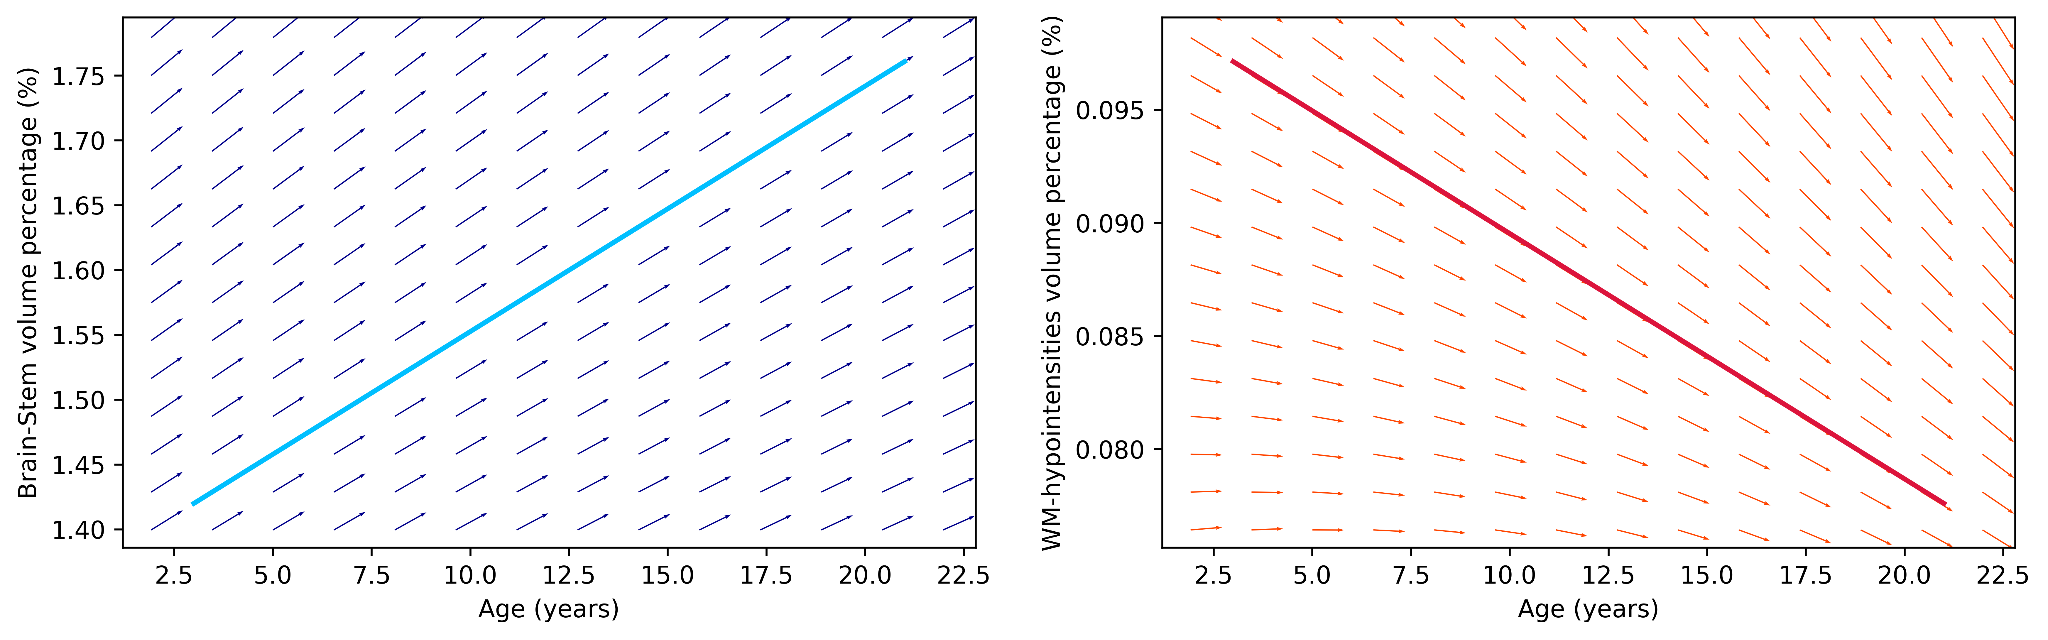 Brain-Stem volume percentage (%)
1.75
1.70
1.65
1.60
1.55
1.50
1.45
1.40
2.5 5.0 7.5 10.0 12.5 15.0 17.5 20.0 22.5
Age (years)
WM-hypointensities volume percentage (%)
0.095
0.090
0.085
0.080
2.5 5.0 7.5 10.0 12.5 15.0 17.5 20.0 22.5
Age (years)